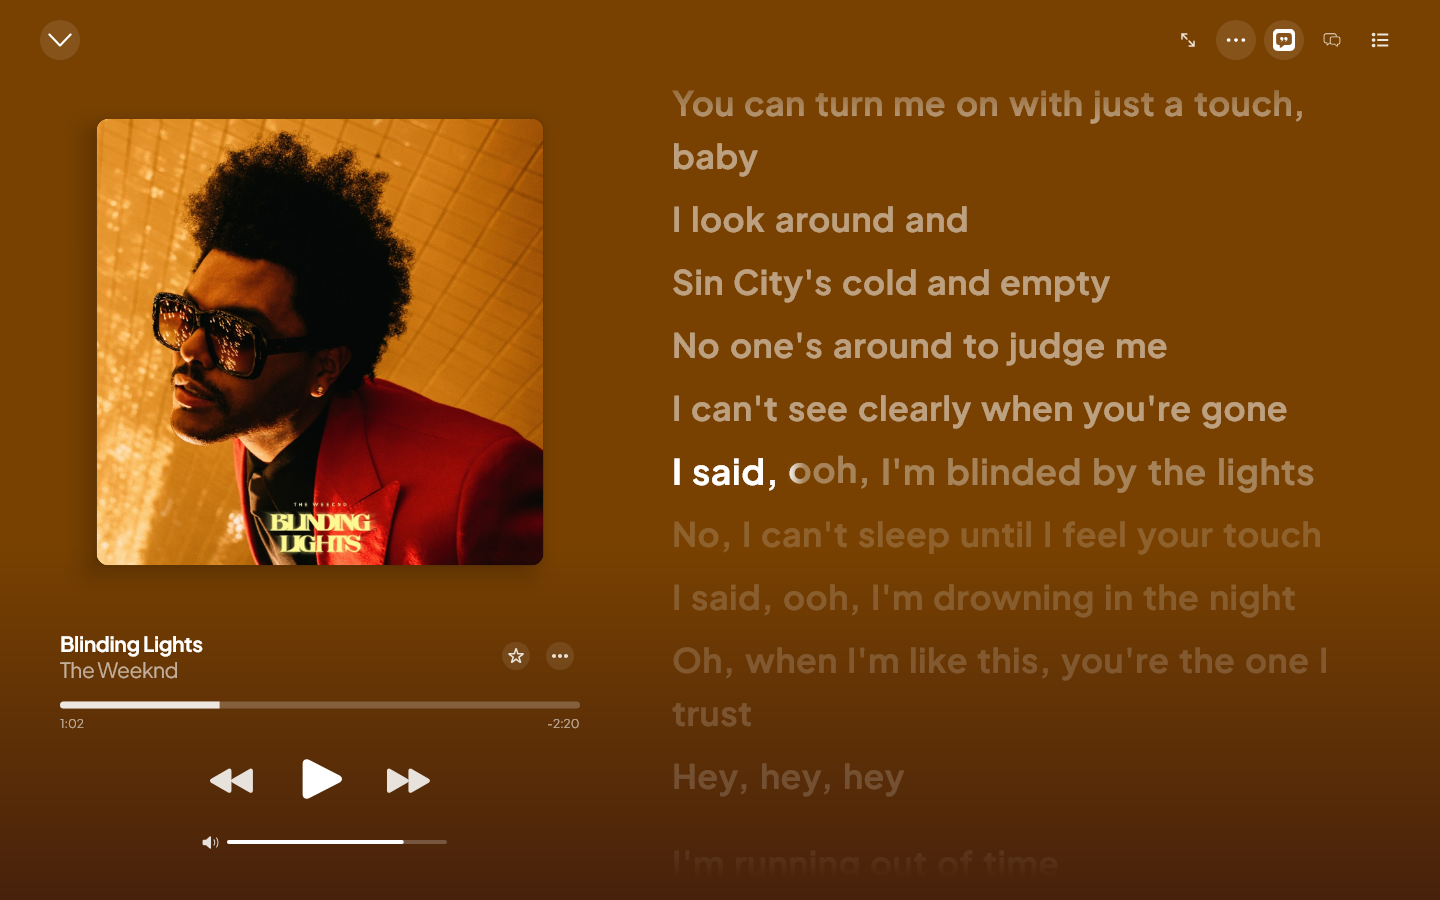 You can turn me on with just a touch,
baby
I look around and
Sin City's cold and empty
No one's around to judge me
I can't see clearly when you're gone
I said, ooh, I'm blinded by the lights
No, I can't sleep until I feel your touch
I said, ooh, I'm drowning in the night
Oh, when I'm like this, you're the one I
trust
Hey, hey, hey
I'm running out of time
THE WEEKND
BLINDING
LIGHTS
Blinding Lights
The Weeknd
1:02
-2:20